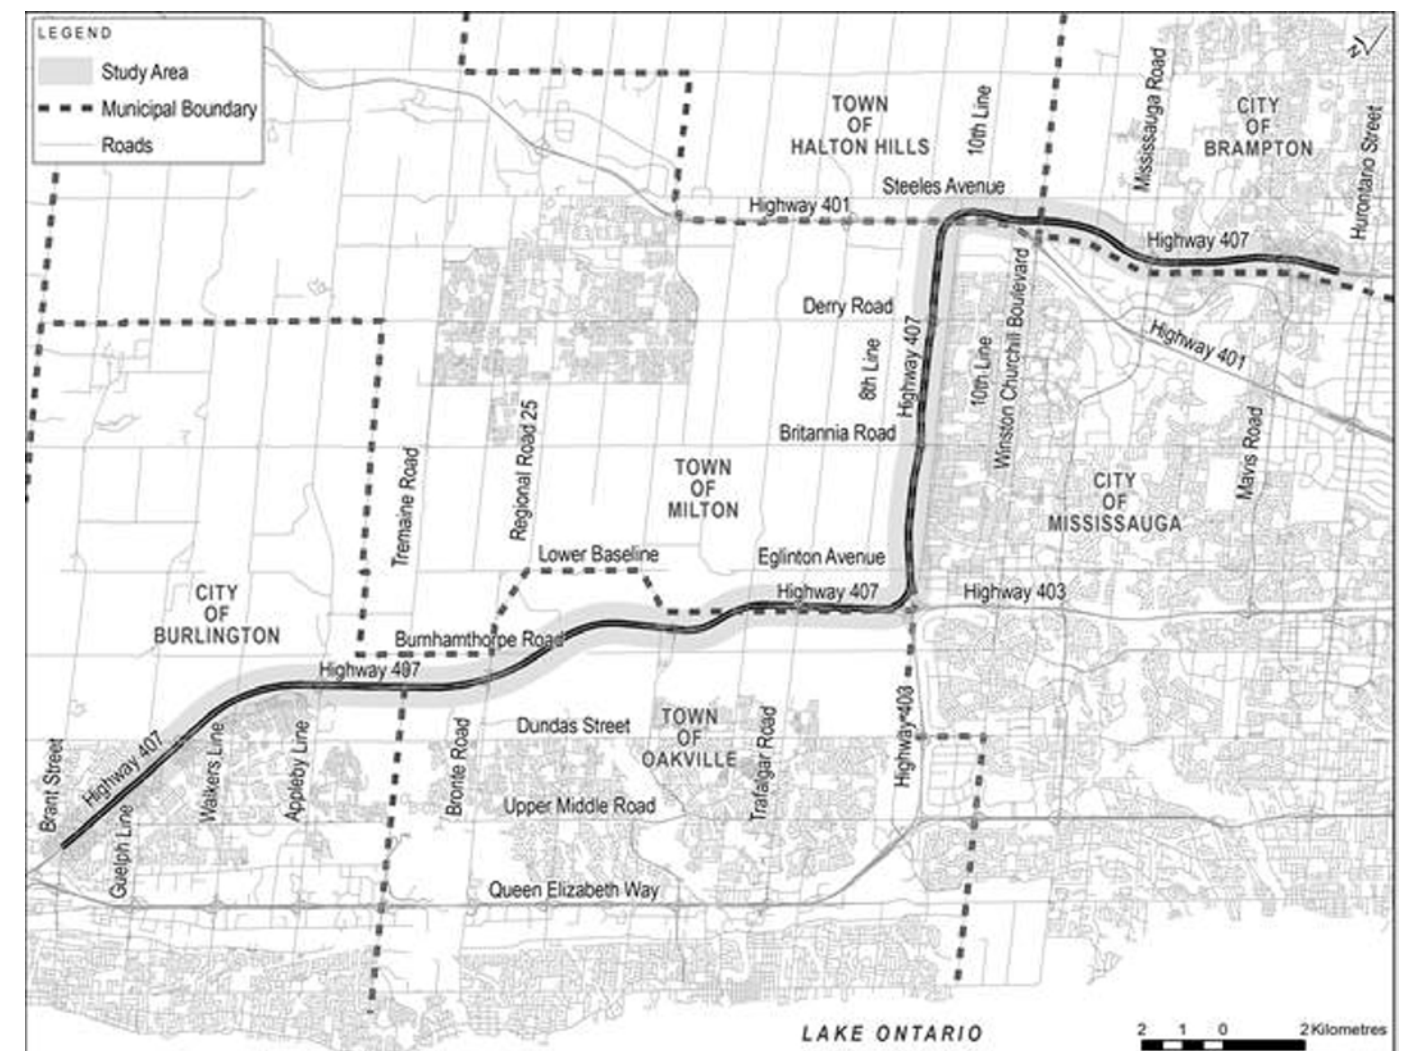 LEGEND
Study Area
Municipal Boundary
Roads
N
TOWN
OF
HALTON HILLS
10th Line
Mississauga Road
CITY
OF
BRAMPTON
Hurontario Street
Steeles Avenue
Highway 401
Highway 407
Derry Road
8th Line
Highway 407
10th Line
Winston Churchill Boulevard
Highway 401
Britannia Road
Mavis Road
Tremaine Road
Regional Road 25
TOWN
OF
MILTON
CITY
OF
MISSISSAUGA
Lower Baseline
Eglinton Avenue
Highway 407
Highway 403
CITY
OF
BURLINGTON
Burnhamthorpe Road
Highway 407
Highway 403
Brant Street
Highway 407
Guelph Line
Walkers Line
Appleby Line
Bronte Road
Dundas Street
TOWN
OF
OAKVILLE
Trafalgar Road
Upper Middle Road
Queen Elizabeth Way
LAKE ONTARIO
2 1 0 2 Kilometres